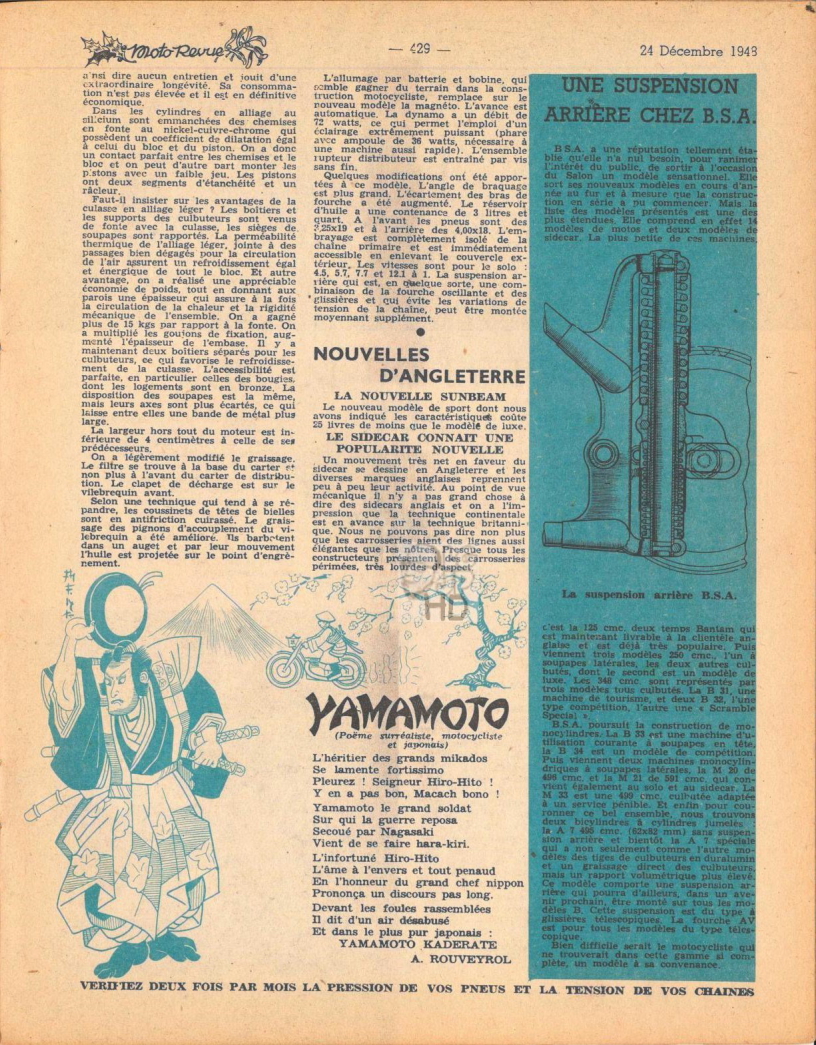 Moto Revue
— 429 —
24 Décembre 1948
ainsi dire aucun entretien et jouit d'une
extraordinaire longévité. Sa consomma-
tion n'est pas élevée et il est en définitive
économique.
Dans les cylindres en alliage au
silicium sont emmanchées des chemises
en fonte au nickel-cuivre-chrome qui
possèdent un coefficient de dilatation égal
à celui du bloc et du piston. On a donc
un contact parfait entre les chemises et le
bloc et on peut d'autre part monter les
pistons avec un faible jeu. Les pistons
ont deux segments d'étanchéité et un
râcleur.
Faut-il insister sur les avantages de la
culasse en alliage léger ? Les boitiers et
les supports des culbuteurs sont venus
de fonte avec la culasse, les sièges de
soupapes sont rapportés. La perméabilité
thermique de l'alliage léger, jointe à des
passages bien dégagés pour la circulation
de l'air assurent un refroidissement égal
et énergique de tout le bloc. Et autre
avantage, on a réalisé une appréciable
économie de poids, tout en donnant aux
parois une épaisseur qui assure à la fois
la circulation de la chaleur et la rigidité
mécanique de l'ensemble. On a gagné
plus de 15 kgs par rapport à la fonte. On
a multiplié les goujons de fixation, aug-
menté l'épaisseur de l'embase. Il y a
maintenant deux boîtiers séparés pour les
culbuteurs, ce qui favorise le refroidisse-
ment de la culasse. L'accessibilité est
parfaite, en particulier celles des bougies,
dont les logements sont en bronze. La
disposition des soupapes est la même,
mais leurs axes sont plus écartés, ce qui
laisse entre elles une bande de métal plus
large.
La largeur hors tout du moteur est in-
férieure de 4 centimètres à celle de ses
prédécesseurs.
On a légèrement modifié le graissage.
Le filtre se trouve à la base du carter et
non plus à l'avant du carter de distribu-
tion. Le clapet de décharge est sur le
vilebrequin avant.
Selon une technique qui tend à se ré-
pandre, les coussinets de têtes de bielles
sont en antifriction cuirassé. Le grais-
sage des pignons d'accouplement du vi-
lebrequin a été amélioré. Ils barbotent
dans un auget et par leur mouvement
l'huile est projetée sur le point d'engrè-
nement.
L'allumage par batterie et bobine, qui
semble gagner du terrain dans la cons-
truction motocycliste, remplace sur le
nouveau modèle la magnéto. L'avance est
automatique. La dynamo a un débit de
72 watts, ce qui permet l'emploi d'un
éclairage extrêmement puissant (phare
avec ampoule de 36 watts, nécessaire à
une machine aussi rapide). L'ensemble
rupteur distributeur est entraîné par vis
sans fin.
Quelques modifications ont été appor-
tées à ce modèle. L'angle de braquage
est plus grand. L'écartement des bras de
fourche a été augmenté. Le réservoir
d'huile a une contenance de 3 litres et
quart. A l'avant les pneus sont des
3,25x19 et à l'arrière des 4,00x18. L'em-
brayage est complètement isolé de la
chaîne primaire et est immédiatement
accessible en enlevant le couvercle ex-
térieur. Les vitesses sont pour le solo :
4.5, 5.7, 7.7 et 12.1 à 1. La suspension ar-
rière qui est, en quelque sorte, une com-
binaison de la fourche oscillante et des
glissières et qui évite les variations de
tension de la chaîne, peut être montée
moyennant supplément.
NOUVELLES
D'ANGLETERRE
LA NOUVELLE SUNBEAM
Le nouveau modèle de sport dont nous
avons indiqué les caractéristiques coûte
25 livres de moins que le modèle de luxe.
LE SIDECAR CONNAIT UNE
POPULARITE NOUVELLE
Un mouvement très net en faveur du
sidecar se dessine en Angleterre et les
diverses marques anglaises reprennent
peu à peu leur activité. Au point de vue
mécanique il n'y a pas grand chose à
dire des sidecars anglais et on a l'im-
pression que la technique continentale
est en avance sur la technique britanni-
que. Nous ne pouvons pas dire non plus
que les carrosseries aient des lignes aussi
élégantes que les nôtres. Presque tous les
constructeurs présentent des carrosseries
périmées, très lourdes d'aspect.
HD
YAMAMOTO
(Poème surréaliste, motocycliste
et japonais)
L'héritier des grands mikados
Se lamente fortissimo
Pleurez ! Seigneur Hiro-Hito !
Y en a pas bon, Macach bono !
Yamamoto le grand soldat
Sur qui la guerre reposa
Secoué par Nagasaki
Vient de se faire hara-kiri.
L'infortuné Hiro-Hito
L'âme à l'envers et tout penaud
En l'honneur du grand chef nippon
Prononça un discours pas long.
Devant les foules rassemblées
Il dit d'un air désabusé
Et dans le plus pur japonais :
YAMAMOTO KADERATE
A. ROUVEYROL
UNE SUSPENSION
ARRIÈRE CHEZ B.S.A.
B.S.A. a une réputation tellement éta-
blie qu'elle n'a nul besoin, pour ranimer
l'intérêt du public, de sortir à l'occasion
du Salon un modèle sensationnel. Elle
sort ses nouveaux modèles en cours d'an-
née au fur et à mesure que la construc-
tion en série a pu commencer. Mais la
liste des modèles présentés est une des
plus étendues. Elle comprend en effet 14
modèles de motos et deux modèles de
sidecar. La plus petite de ces machines
La suspension arrière B.S.A.
c'est la 125 cmc. deux temps Bantam qui
est maintenant livrable à la clientèle an-
glaise et est déjà très populaire. Puis
viennent trois modèles 250 cmc., l'un à
soupapes latérales, les deux autres cul-
butés, dont le second est un modèle de
luxe. Les 348 cmc. sont représentés par
trois modèles tous culbutés. La B 31, une
machine de tourisme, et deux B 32, l'une
type compétition, l'autre une « Scramble
Special ».
B.S.A. poursuit la construction de mo-
nocylindres. La B 33 est une machine d'u-
tilisation courante à soupapes en tête,
la B 34 est un modèle de compétition.
Puis viennent deux machines monocylin-
driques à soupapes latérales, la M 20 de
496 cmc. et la M 21 de 591 cmc. qui con-
vient également au solo et au sidecar. La
M 33 est une 499 cmc. culbutée adaptée
à un service pénible. Et enfin pour cou-
ronner ce bel ensemble, nous trouvons
deux bicylindres à cylindres jumelés :
la A 7 495 cmc. (62x82 mm) sans suspen-
sion arrière et bientôt la A 7 spéciale
qui a non seulement comme l'autre mo-
dèle des tiges de culbuteurs en duralumin
et un graissage direct des culbuteurs,
mais un rapport volumétrique plus élevé.
Ce modèle comporte une suspension ar-
rière qui pourra d'ailleurs, dans un ave-
nir prochain, être monté sur tous les mo-
dèles B. Cette suspension est du type à
glissières télescopiques. La fourche AV
est pour tous les modèles du type téles-
copique.
Bien difficile serait le motocycliste qui
ne trouverait dans cette gamme si com-
plète, un modèle à sa convenance.
VERIFIEZ DEUX FOIS PAR MOIS LA PRESSION DE VOS PNEUS ET LA TENSION DE VOS CHAINES